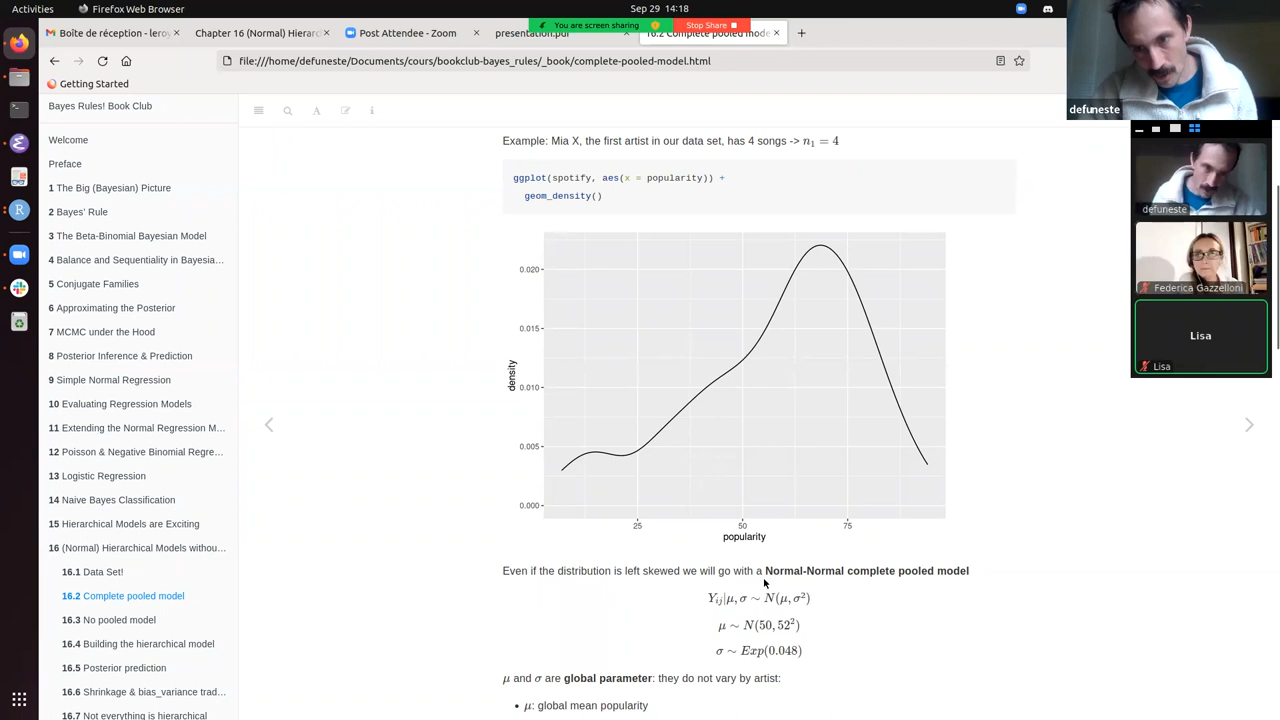 Activities
Firefox Web Browser
Sep 29 14:18
You are screen sharing
Stop Share
Boîte de réception - leroy
Chapter 16 (Normal) Hierar
Post Attendee - Zoom
presentation.pdf
16.2 Complete pooled mode
file:///home/defuneste/Documents/cours/bookclub-bayes_rules/_book/complete-pooled-model.html
Getting Started
Bayes Rules! Book Club
Welcome
Preface
1 The Big (Bayesian) Picture
2 Bayes' Rule
3 The Beta-Binomial Bayesian Model
4 Balance and Sequentiality in Bayesia…
5 Conjugate Families
6 Approximating the Posterior
7 MCMC under the Hood
8 Posterior Inference & Prediction
9 Simple Normal Regression
10 Evaluating Regression Models
11 Extending the Normal Regression M…
12 Poisson & Negative Binomial Regre…
13 Logistic Regression
14 Naive Bayes Classification
15 Hierarchical Models are Exciting
16 (Normal) Hierarchical Models withou…
16.1 Data Set!
16.2 Complete pooled model
16.3 No pooled model
16.4 Building the hierarchical model
16.5 Posterior prediction
16.6 Shrinkage & bias_variance trad…
16.7 Not everything is hierarchical
Example: Mia X, the first artist in our data set, has 4 songs -> n₁ = 4
ggplot(spotify, aes(x = popularity)) +
geom_density()
density
0.020
0.015
0.010
0.005
0.000
25
50
75
popularity
Even if the distribution is left skewed we will go with a Normal-Normal complete pooled model
Yᵢⱼ|μ, σ ∼ N(μ, σ²)
μ ∼ N(50, 52²)
σ ∼ Exp(0.048)
μ and σ are global parameter: they do not vary by artist:
• μ: global mean popularity
defuneste
defuneste
Federica Gazzelloni
Lisa
Lisa